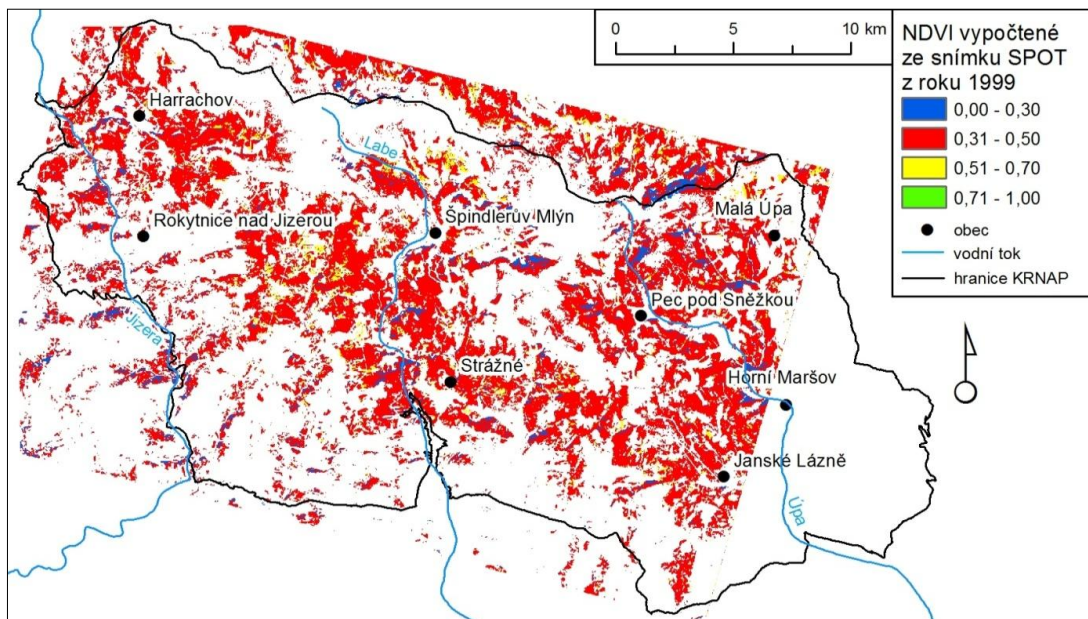 0 5 10 km
NDVI vypočtené
ze snímku SPOT
z roku 1999
0,00 - 0,30
0,31 - 0,50
0,51 - 0,70
0,71 - 1,00
obec
vodní tok
hranice KRNAP
Harrachov
Labe
Rokytnice nad Jizerou
Špindlerův Mlýn
Malá Úpa
Pec pod Sněžkou
Jizera
Strážné
Horní Maršov
Janské Lázně
Úpa